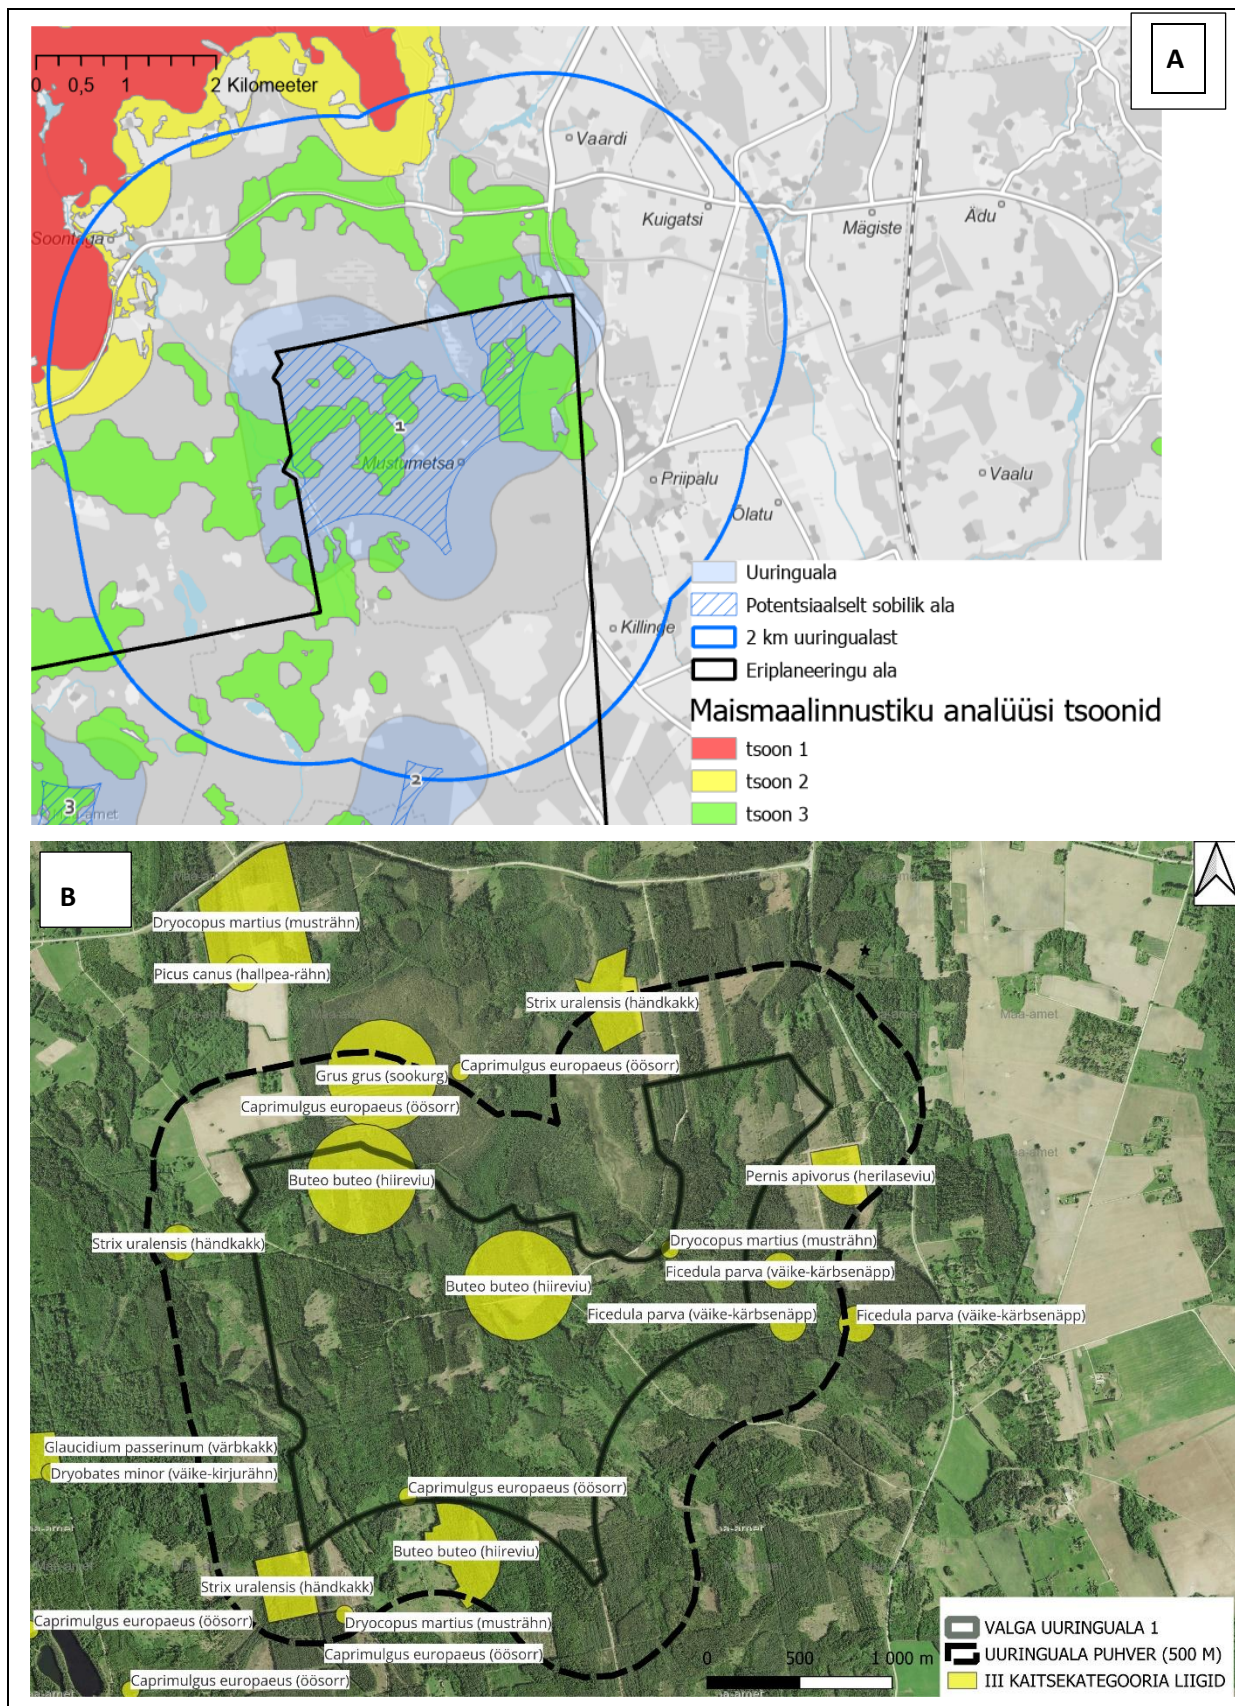 A
0 0,5 1 2 Kilomeeter
Vaardi
Kuigatsi
Mägiste
Ädu
Soontaga
1
Mustumetsa
Priipalu
Vaalu
Õlatu
Killinge
2
3
amet
Uuringuala
Potentsiaalselt sobilik ala
2 km uuringualast
Eriplaneeringu ala
Maismaalinnustiku analüüsi tsoonid
tsoon 1
tsoon 2
tsoon 3
B
Dryocopus martius (musträhn)
Picus canus (hallpea-rähn)
Strix uralensis (händkakk)
Maa-amet
Caprimulgus europaeus (öösorr)
Grus grus (sookurg)
Caprimulgus europaeus (öösorr)
Maa-amet
Buteo buteo (hiireviu)
Pernis apivorus (herilaseviu)
Strix uralensis (händkakk)
Dryocopus martius (musträhn)
Ficedula parva (väike-kärbsenäpp)
Buteo buteo (hiireviu)
Ficedula parva (väike-kärbsenäpp)
Ficedula parva (väike-kärbsenäpp)
Glaucidium passerinum (värbkakk)
Dryobates minor (väike-kirjurähn)
Caprimulgus europaeus (öösorr)
Buteo buteo (hiireviu)
Strix uralensis (händkakk)
Caprimulgus europaeus (öösorr)
Dryocopus martius (musträhn)
Caprimulgus europaeus (öösorr)
Caprimulgus europaeus (öösorr)
0 500 1 000 m
VALGA UURINGUALA 1
UURINGUALA PUHVER (500 M)
III KAITSEKATEGOORIA LIIGID